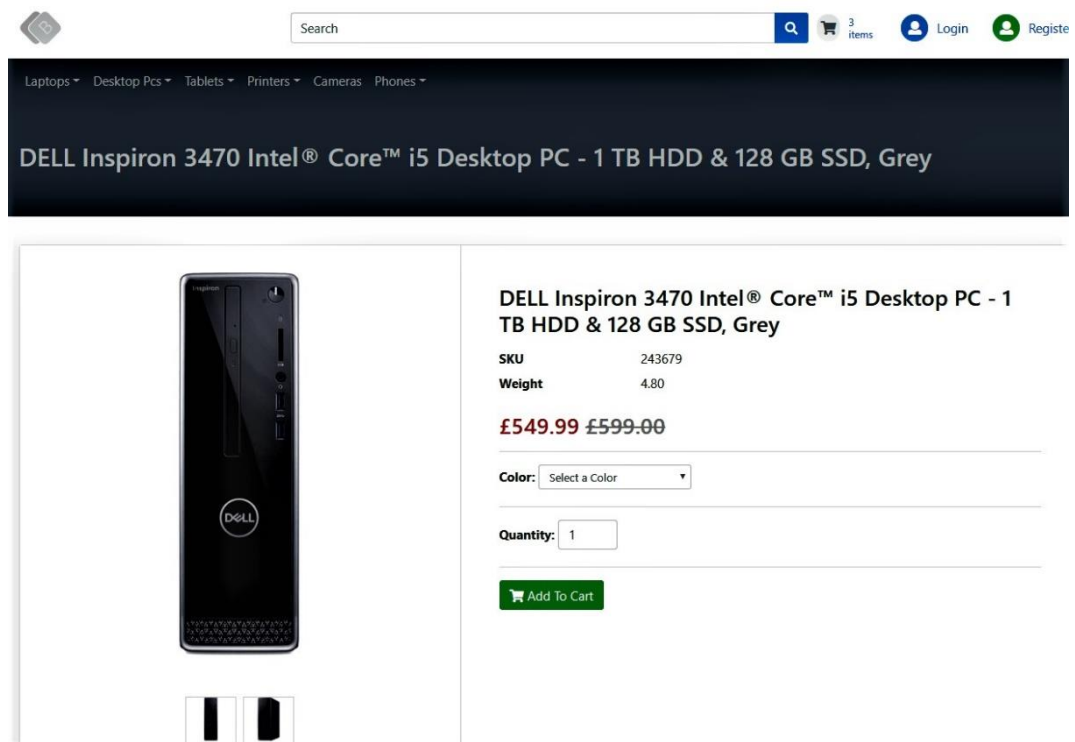 B
Search
3
items
Login
Registe
Laptops
Desktop Pcs
Tablets
Printers
Cameras
Phones
DELL Inspiron 3470 Intel® Core™ i5 Desktop PC - 1 TB HDD & 128 GB SSD, Grey
Inspiron
DELL
DELL Inspiron 3470 Intel® Core™ i5 Desktop PC - 1
TB HDD & 128 GB SSD, Grey
SKU 243679
Weight 4.80
£549.99 £599.00
Color: Select a Color
Quantity: 1
Add To Cart